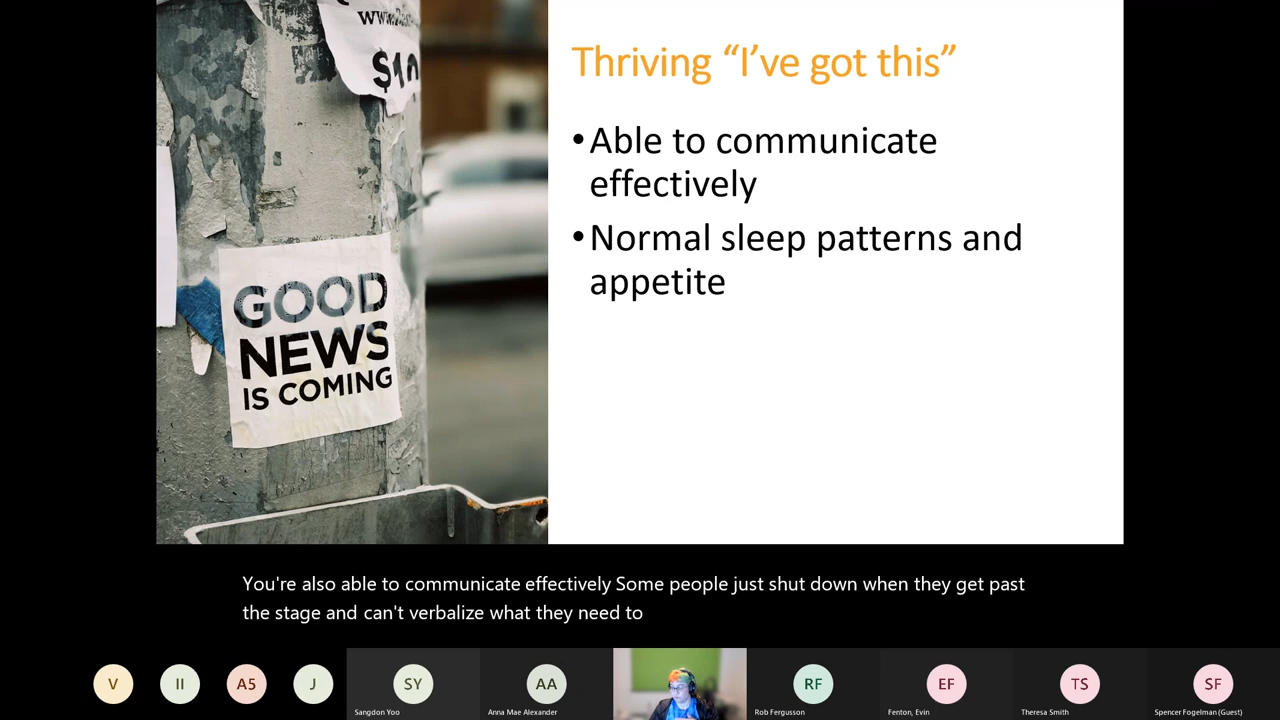 $10
GOOD
NEWS
IS COMING
Thriving “I’ve got this”
•Able to communicate
effectively
•Normal sleep patterns and
appetite
You're also able to communicate effectively Some people just shut down when they get past
the stage and can't verbalize what they need to
V
II
A5
J
SY
Sangdon Yoo
AA
Anna Mae Alexander
RF
Rob Fergusson
EF
Fenton, Evin
TS
Theresa Smith
SF
Spencer Fogelman (Guest)